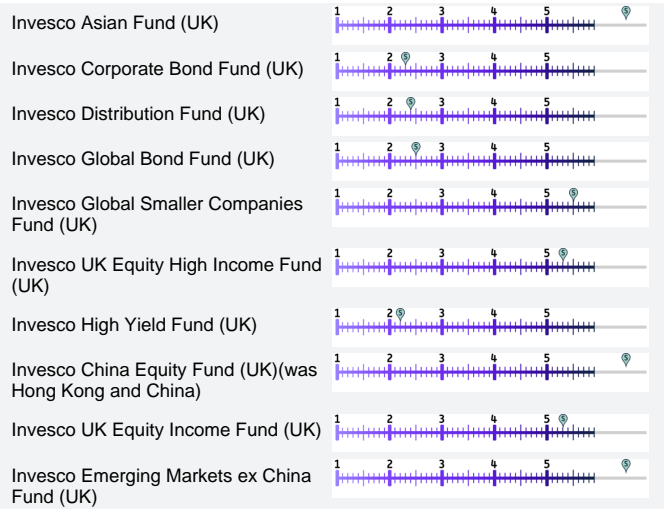 Invesco Asian Fund (UK)
1 2 3 4 5 S
Invesco Corporate Bond Fund (UK)
1 2 S 3 4 5
Invesco Distribution Fund (UK)
1 2 S 3 4 5
Invesco Global Bond Fund (UK)
1 2 S 3 4 5
Invesco Global Smaller Companies
Fund (UK)
1 2 3 4 5 S
Invesco UK Equity High Income Fund
(UK)
1 2 3 4 5 S
Invesco High Yield Fund (UK)
1 2 S 3 4 5
Invesco China Equity Fund (UK)(was
Hong Kong and China)
1 2 3 4 5 S
Invesco UK Equity Income Fund (UK)
1 2 3 4 5 S
Invesco Emerging Markets ex China
Fund (UK)
1 2 3 4 5 S